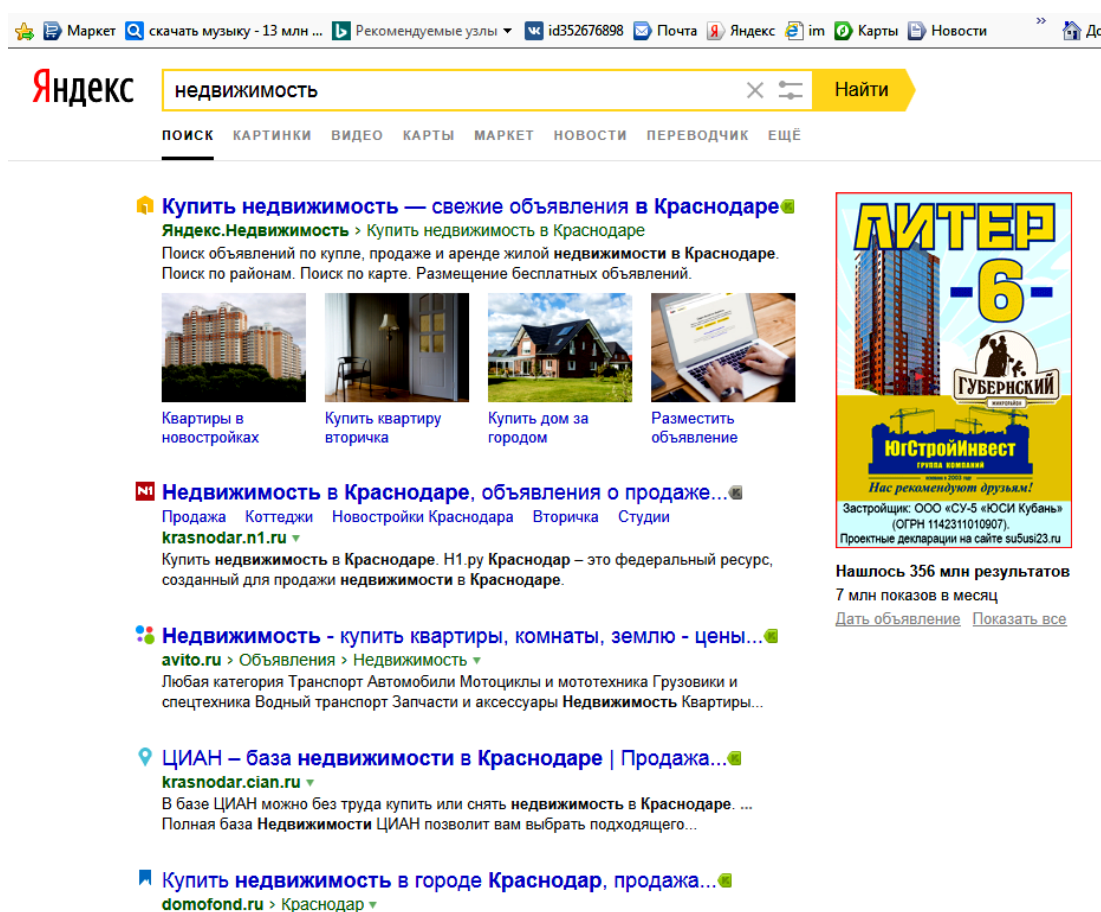 Маркет скачать музыку - 13 млн ... Рекомендуемые узлы id352676898 Почта Яндекс im Карты Новости » До
Яндекс недвижимость Найти
ПОИСК КАРТИНКИ ВИДЕО КАРТЫ МАРКЕТ НОВОСТИ ПЕРЕВОДЧИК ЕЩЁ
Купить недвижимость — свежие объявления в Краснодаре
Яндекс.Недвижимость > Купить недвижимость в Краснодаре
Поиск объявлений по купле, продаже и аренде жилой недвижимости в Краснодаре.
Поиск по районам. Поиск по карте. Размещение бесплатных объявлений.
Квартиры в
новостройках
Купить квартиру
вторичка
Купить дом за
городом
Разместить
объявление
N1 Недвижимость в Краснодаре, объявления о продаже...
Продажа Коттеджи Новостройки Краснодара Вторичка Студии
krasnodar.n1.ru
Купить недвижимость в Краснодаре. Н1.ру Краснодар – это федеральный ресурс,
созданный для продажи недвижимости в Краснодаре.
Недвижимость - купить квартиры, комнаты, землю - цены...
avito.ru > Объявления > Недвижимость
Любая категория Транспорт Автомобили Мотоциклы и мототехника Грузовики и
спецтехника Водный транспорт Запчасти и аксессуары Недвижимость Квартиры...
ЦИАН – база недвижимости в Краснодаре | Продажа...
krasnodar.cian.ru
В базе ЦИАН можно без труда купить или снять недвижимость в Краснодаре. ...
Полная база Недвижимости ЦИАН позволит вам выбрать подходящего...
Купить недвижимость в городе Краснодар, продажа...
domofond.ru > Краснодар
ЛИТЕР
-6-
ГУБЕРНСКИЙ
МИКРОРАЙОН
ЮгСтройИнвест
ГРУППА КОМПАНИЙ
основана в 2003 году
Нас рекомендуют друзьям!
Застройщик: ООО «СУ-5 «ЮСИ Кубань»
(ОГРН 1142311010907).
Проектные декларации на сайте su5usi23.ru
Нашлось 356 млн результатов
7 млн показов в месяц
Дать объявление Показать все